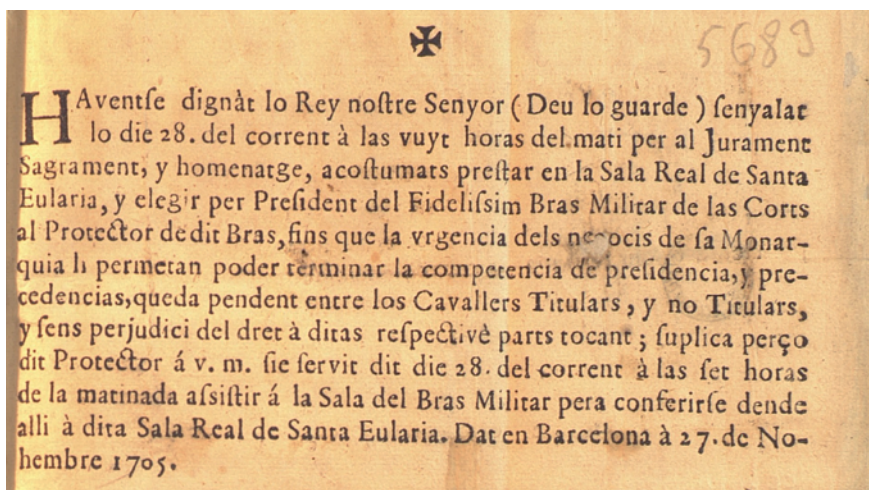 ✠
5689
HAventſe dignàt lo Rey noſtre Senyor ( Deu lo guarde ) ſenyalat
lo die 28. del corrent à las vuyt horas del mati per al Jurament
Sagrament, y homenatge, acoſtumats preſtar en la Sala Real de Santa
Eularia, y elegir per Preſident del Fideliſsim Bras Militar de las Corts
al Protector de dit Bras, fins que la vrgencia dels negocis de ſa Monar-
quia li permetan poder terminar la competencia de preſidencia, y pre-
cedencias, queda pendent entre los Cavallers Titulars, y no Titulars,
y ſens perjudici del dret à ditas reſpectivè parts tocant ; ſuplica perço
dit Protector á v. m. ſie ſervit dit die 28. del corrent à las ſet horas
de la matinada aſsiſtir á la Sala del Bras Militar pera conferirſe dende
alli à dita Sala Real de Santa Eularia. Dat en Barcelona à 27. de No-
hembre 1705.